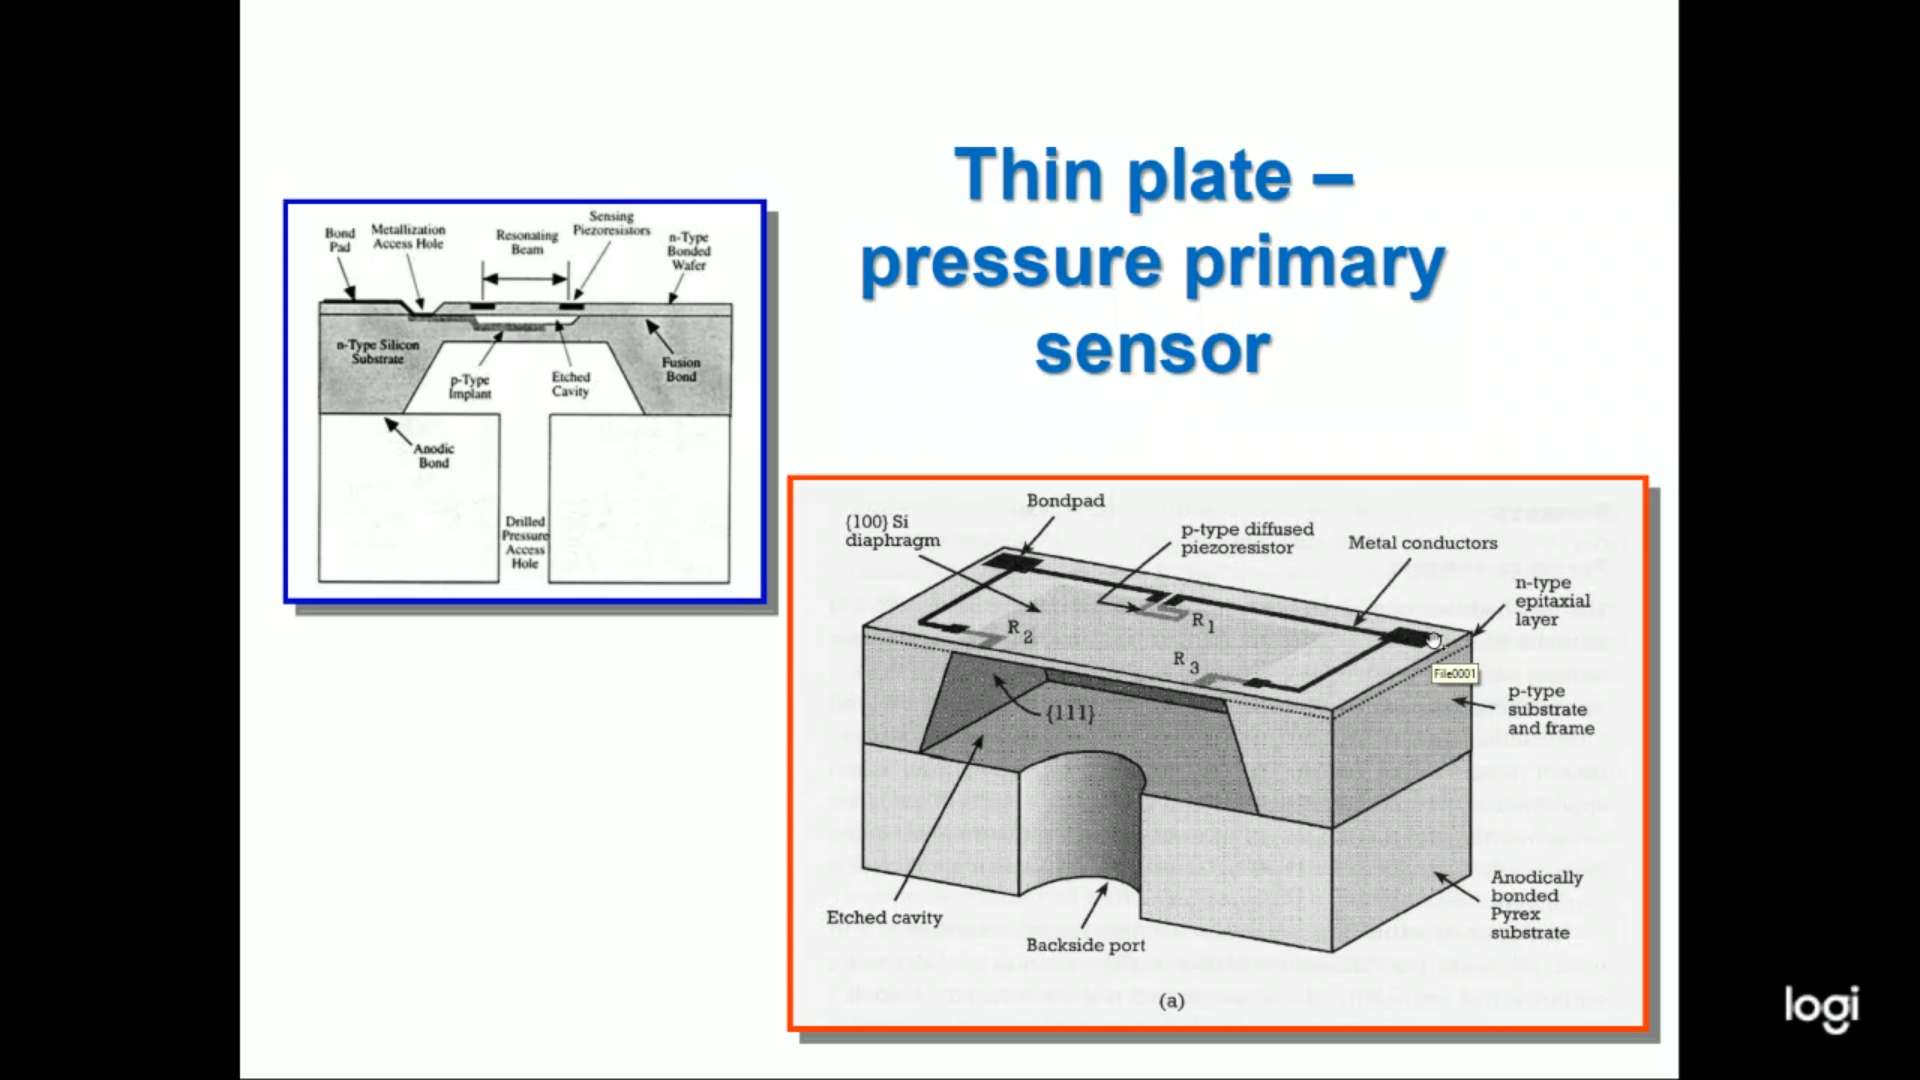 Thin plate –
pressure primary
sensor
Bond
Pad
Metallization
Access Hole
Resonating
Beam
Sensing
Piezoresistors
n-Type
Bonded
Wafer
n-Type Silicon
Substrate
p-Type
Implant
Etched
Cavity
Fusion
Bond
Anodic
Bond
Drilled
Pressure
Access
Hole
Bondpad
{100} Si
diaphragm
p-type diffused
piezoresistor
Metal conductors
n-type
epitaxial
layer
R1
R2
R3
File0001
{111}
p-type
substrate
and frame
Etched cavity
Backside port
Anodically
bonded
Pyrex
substrate
(a)
logi